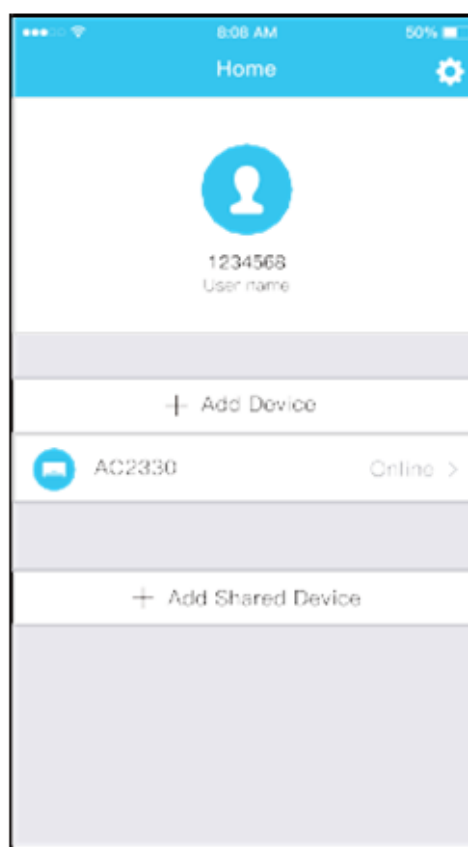 8:08 AM 50%
Home
1234568
User name
+ Add Device
AC2330 Online >
+ Add Shared Device